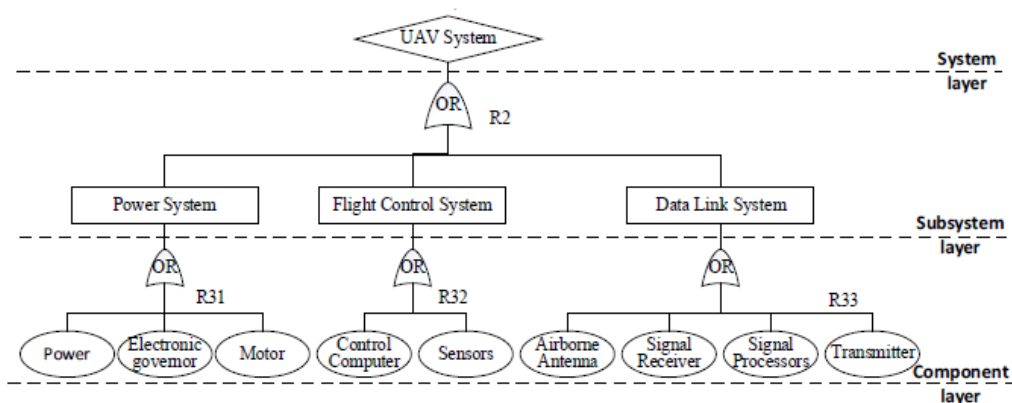 UAV System
System
layer
OR
R2
Power System
Flight Control System
Data Link System
Subsystem
layer
OR
OR
OR
R31
R32
R33
Power
Electronic
governor
Motor
Control
Computer
Sensors
Airborne
Antenna
Signal
Receiver
Signal
Processors
Transmitter
Component
layer